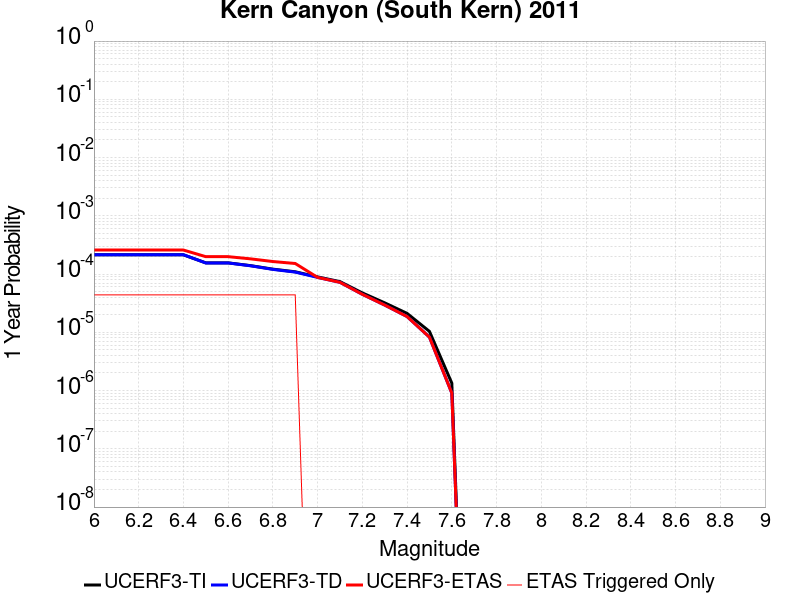 Kern Canyon (South Kern) 2011
10^0
10^-1
10^-2
10^-3
10^-4
10^-5
10^-6
10^-7
10^-8
1 Year Probability
6 6.2 6.4 6.6 6.8 7 7.2 7.4 7.6 7.8 8 8.2 8.4 8.6 8.8 9
Magnitude
UCERF3-TI UCERF3-TD UCERF3-ETAS ETAS Triggered Only